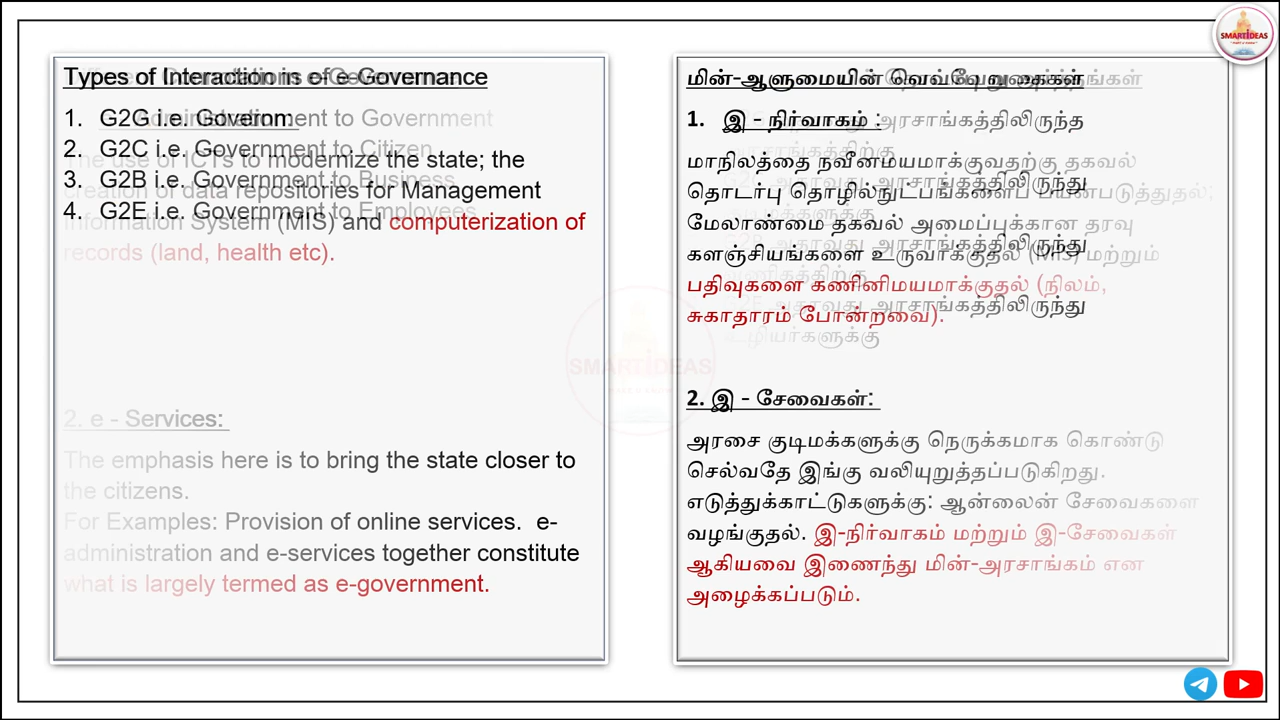 SMARTIDEAS
Types of Interaction in e-Governance
1. G2G i.e. Government to Government
2. G2C i.e. Government to Citizen
3. G2B i.e. Government to Business
4. G2E i.e. Government to Employees
The use of ICTs to modernize the state; the
creation of data repositories for Management
Information System (MIS) and computerization of
records (land, health etc).
2. e - Services:
The emphasis here is to bring the state closer to
the citizens.
For Examples: Provision of online services. e-
administration and e-services together constitute
what is largely termed as e-government.
மின்-ஆளுமையின்
1. இ - நிர்வாகம் :
மாநிலத்தை நவீனமயமாக்குவதற்கு தகவல்
தொடர்பு தொழில்நுட்பங்களைப் பயன்படுத்துதல்;
மேலாண்மை தகவல் அமைப்புக்கான தரவு
களஞ்சியங்களை உருவாக்குதல் (MIS) மற்றும்
பதிவுகளை கணினிமயமாக்குதல் (நிலம்,
சுகாதாரம் போன்றவை).
2. இ - சேவைகள்:
அரசை குடிமக்களுக்கு நெருக்கமாக கொண்டு
செல்வதே இங்கு வலியுறுத்தப்படுகிறது.
எடுத்துக்காட்டுகளுக்கு: ஆன்லைன் சேவைகளை
வழங்குதல். இ-நிர்வாகம் மற்றும் இ-சேவைகள்
ஆகியவை இணைந்து மின்-அரசாங்கம் என
அழைக்கப்படும்.
SMARTIDEAS